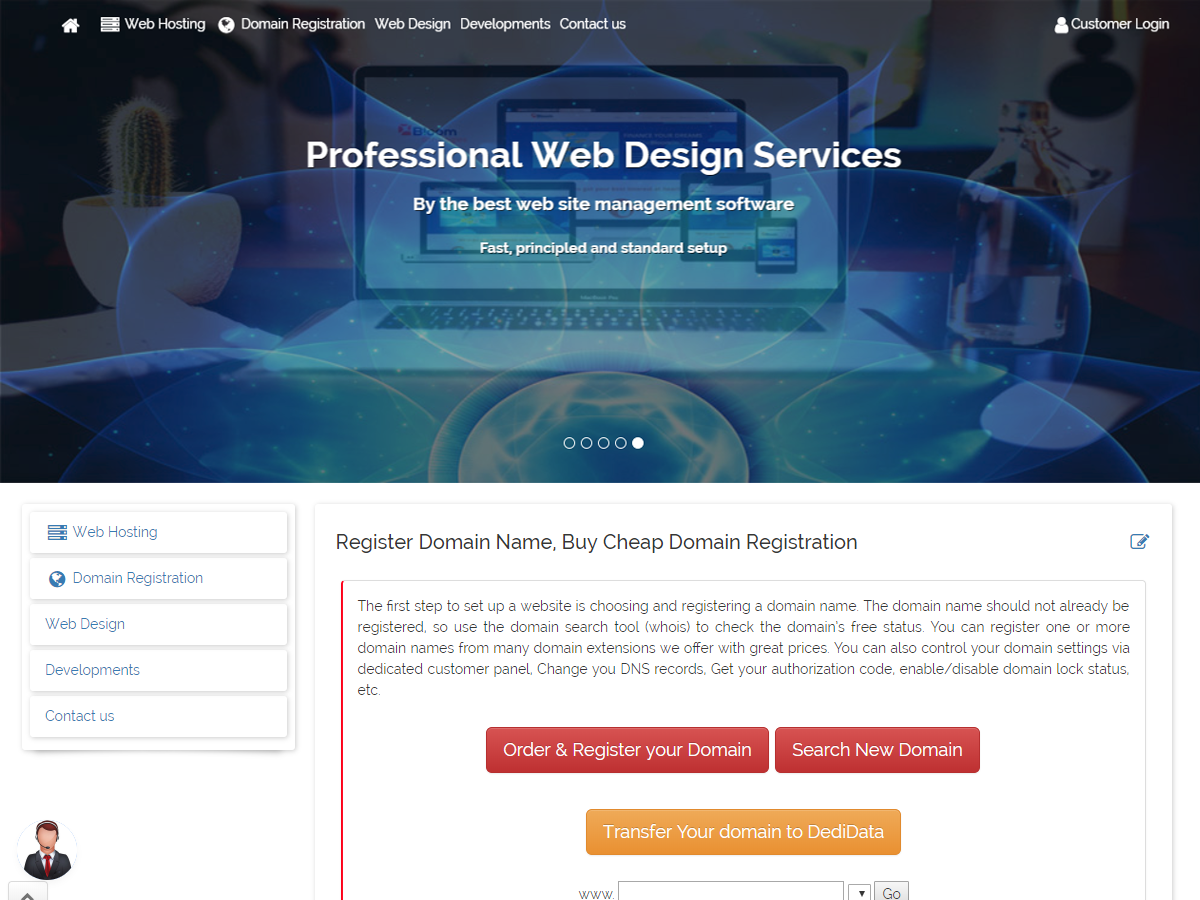 Web Hosting
Domain Registration
Web Design
Developments
Contact us
Customer Login
Bloom
FINANCE YOUR DREAMS
Professional Web Design Services
By the best web site management software
Fast, principled and standard setup
MacBook Pro
Web Hosting
Domain Registration
Web Design
Developments
Contact us
Register Domain Name, Buy Cheap Domain Registration
The first step to set up a website is choosing and registering a domain name. The domain name should not already be
registered, so use the domain search tool (whois) to check the domain's free status. You can register one or more
domain names from many domain extensions we offer with great prices. You can also control your domain settings via
dedicated customer panel, Change you DNS records, Get your authorization code, enable/disable domain lock status,
etc.
Order & Register your Domain
Search New Domain
Transfer Your domain to DediData
www.
Go